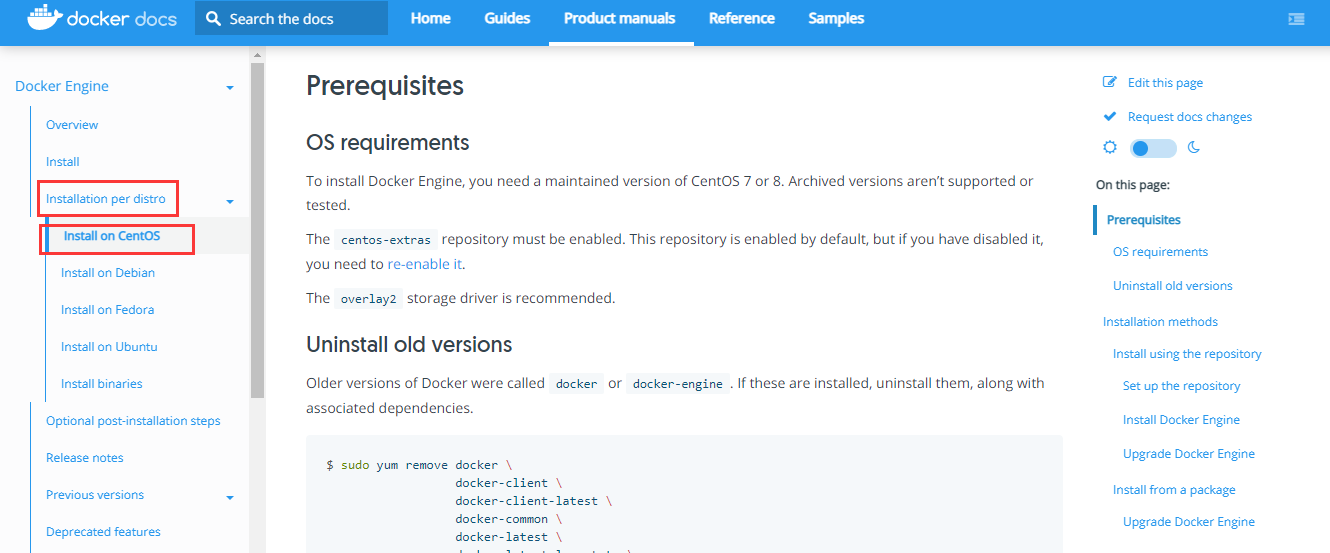 docker docs
Search the docs
Home
Guides
Product manuals
Reference
Samples
Docker Engine
Overview
Install
Installation per distro
Install on CentOS
Install on Debian
Install on Fedora
Install on Ubuntu
Install binaries
Optional post-installation steps
Release notes
Previous versions
Deprecated features
Prerequisites
OS requirements
To install Docker Engine, you need a maintained version of CentOS 7 or 8. Archived versions aren’t supported or
tested.
The centos-extras repository must be enabled. This repository is enabled by default, but if you have disabled it,
you need to re-enable it.
The overlay2 storage driver is recommended.
Uninstall old versions
Older versions of Docker were called docker or docker-engine. If these are installed, uninstall them, along with
associated dependencies.
$ sudo yum remove docker \
docker-client \
docker-client-latest \
docker-common \
docker-latest \
Edit this page
Request docs changes
On this page:
Prerequisites
OS requirements
Uninstall old versions
Installation methods
Install using the repository
Set up the repository
Install Docker Engine
Upgrade Docker Engine
Install from a package
Upgrade Docker Engine